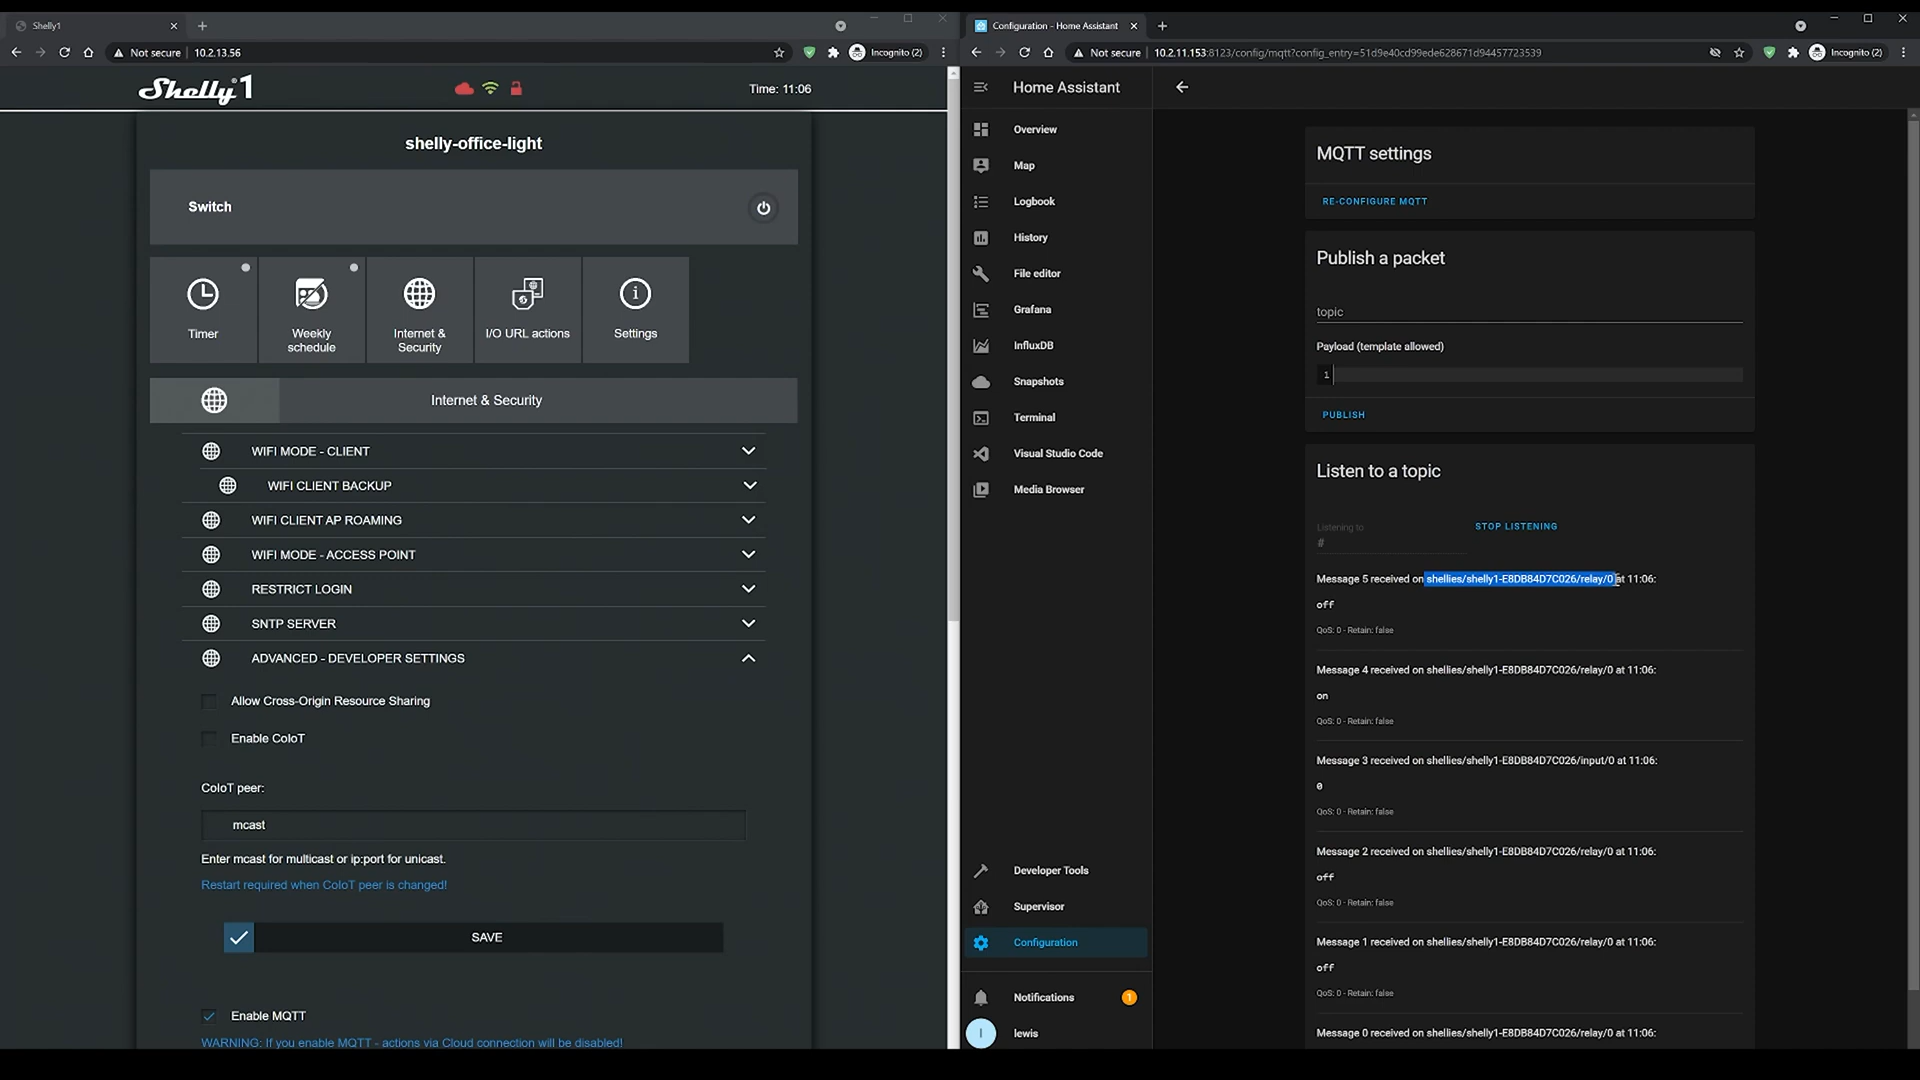 Shelly1
Not secure
10.2.13.56
Incognito (2)
Shelly 1
Time: 11:06
shelly-office-light
Switch
Timer
Weekly
schedule
Internet &
Security
I/O URL actions
Settings
Internet & Security
WIFI MODE - CLIENT
WIFI CLIENT BACKUP
WIFI CLIENT AP ROAMING
WIFI MODE - ACCESS POINT
RESTRICT LOGIN
SNTP SERVER
ADVANCED - DEVELOPER SETTINGS
Allow Cross-Origin Resource Sharing
Enable CoIoT
CoIoT peer:
mcast
Enter mcast for multicast or ip:port for unicast.
Restart required when CoIoT peer is changed!
SAVE
Enable MQTT
WARNING: If you enable MQTT - actions via Cloud connection will be disabled!
Configuration - Home Assistant
Not secure
10.2.11.153:8123/config/mqtt?config_entry=51d9e40cd99ede628671d94457723539
Incognito (2)
Home Assistant
Overview
Map
Logbook
History
File editor
Grafana
InfluxDB
Snapshots
Terminal
Visual Studio Code
Media Browser
Developer Tools
Supervisor
Configuration
Notifications
1
l
lewis
MQTT settings
RE-CONFIGURE MQTT
Publish a packet
topic
Payload (template allowed)
1
PUBLISH
Listen to a topic
Listening to
#
STOP LISTENING
Message 5 received on shellies/shelly1-E8DB84D7C026/relay/0 at 11:06:
off
QoS: 0 - Retain: false
Message 4 received on shellies/shelly1-E8DB84D7C026/relay/0 at 11:06:
on
QoS: 0 - Retain: false
Message 3 received on shellies/shelly1-E8DB84D7C026/input/0 at 11:06:
0
QoS: 0 - Retain: false
Message 2 received on shellies/shelly1-E8DB84D7C026/relay/0 at 11:06:
off
QoS: 0 - Retain: false
Message 1 received on shellies/shelly1-E8DB84D7C026/relay/0 at 11:06:
off
QoS: 0 - Retain: false
Message 0 received on shellies/shelly1-E8DB84D7C026/relay/0 at 11:06: